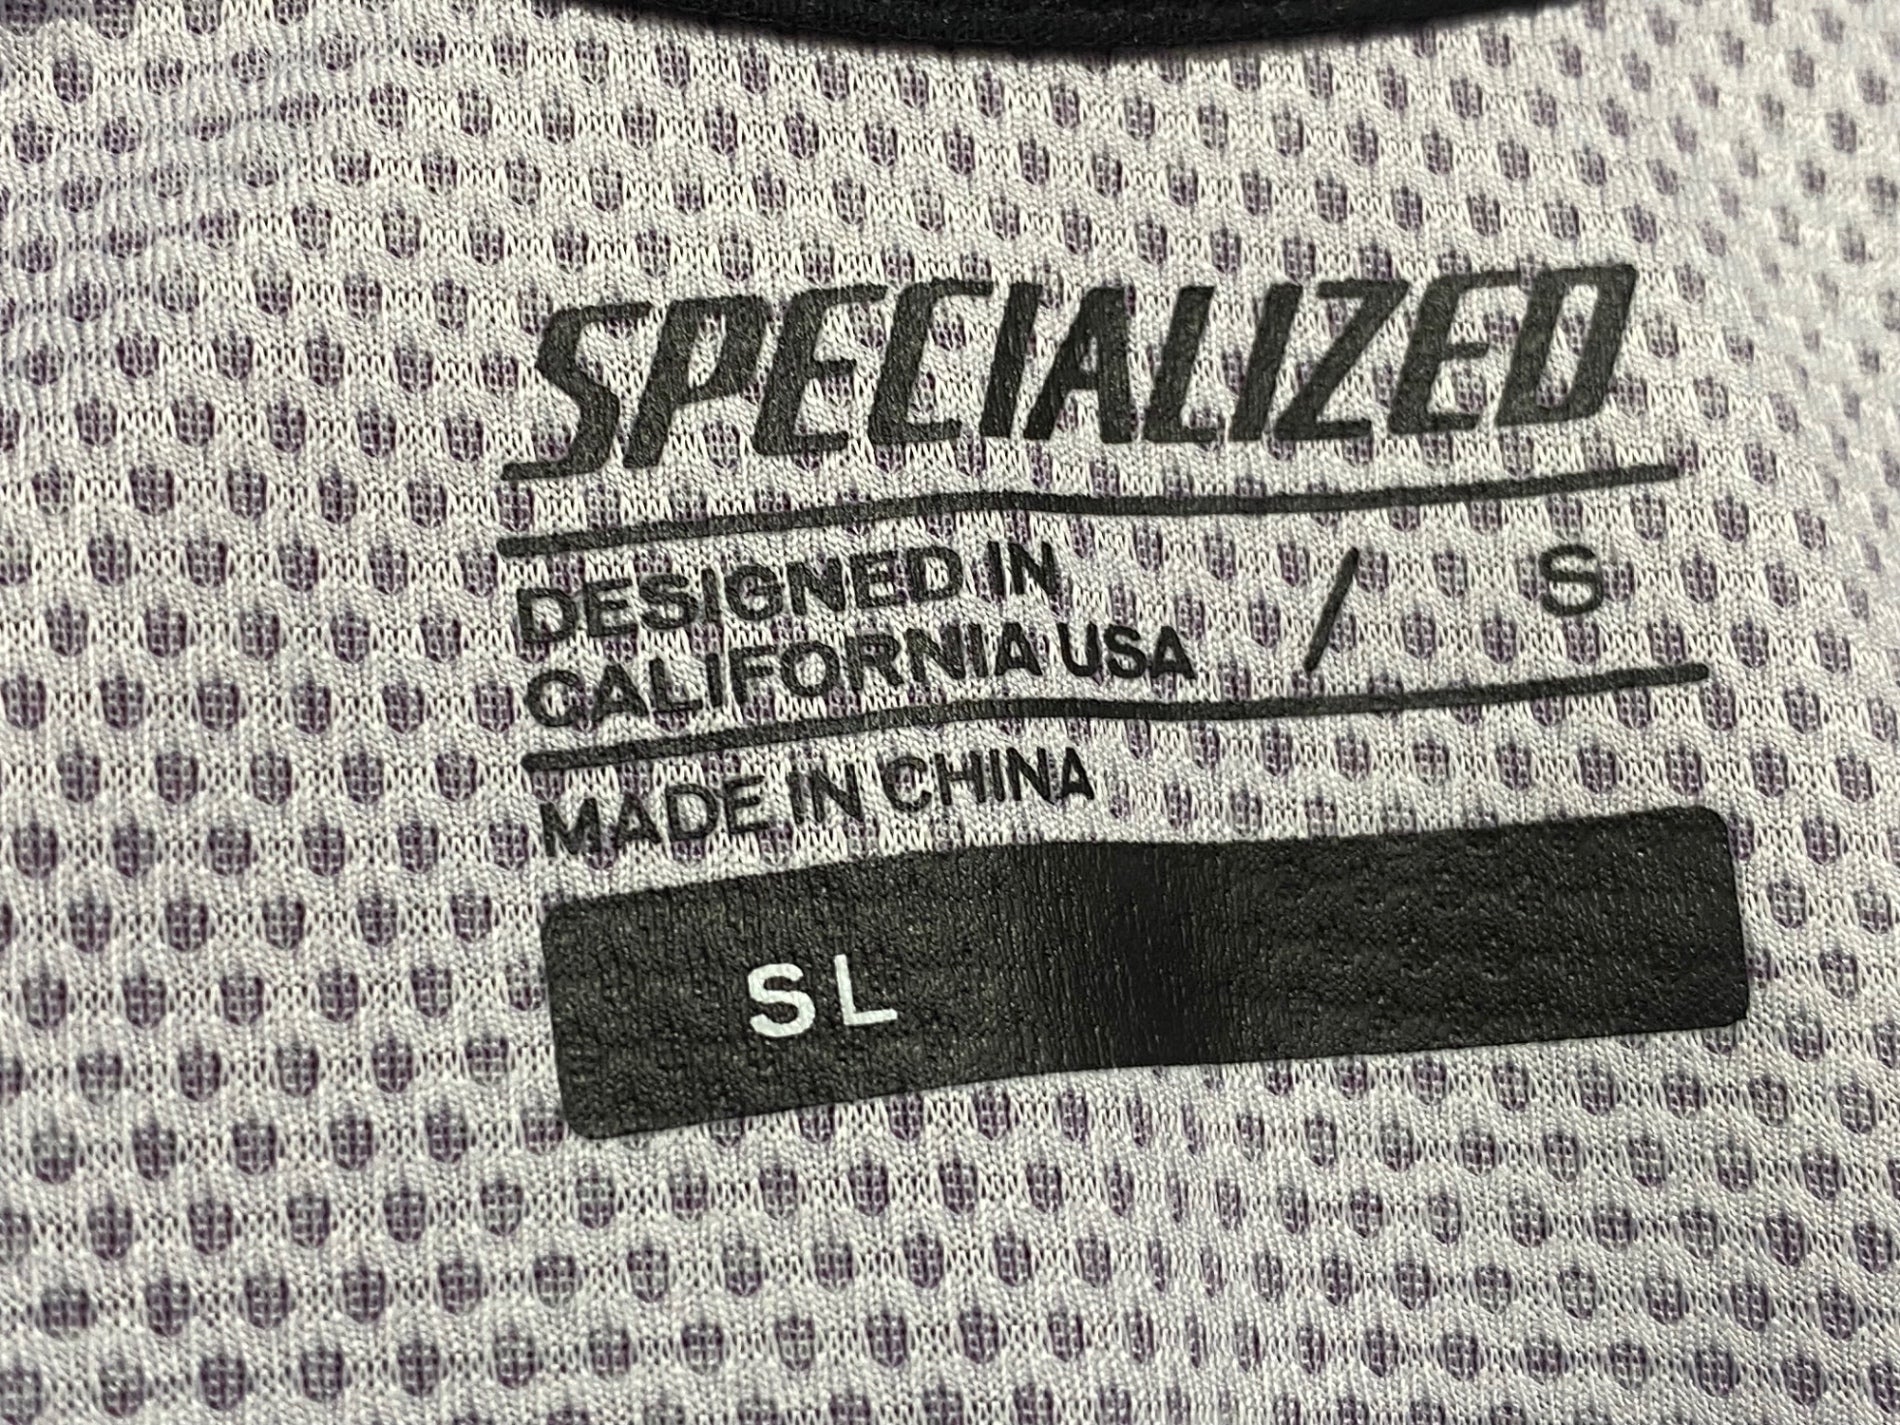 SPECIALIZED
DESIGNED IN
CALIFORNIA USA / S
MADE IN CHINA
SL